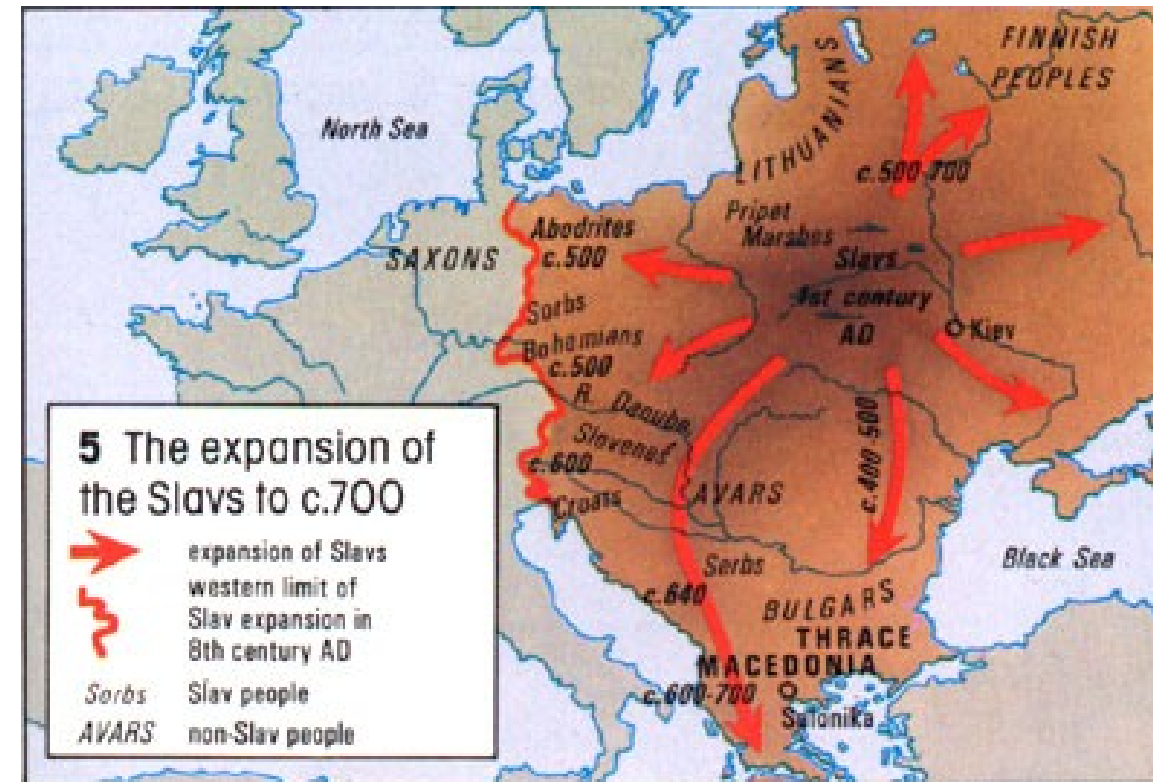 FINNISH
PEOPLES
North Sea
LITHUANIANS
c.500-700
Pripet
Marshes
Abodrites
c.500
SAXONS
Slavs
1st century
AD
Sorbs
Kiev
Bohemians
c.500
R. Danube
Slovenes
c.600
AVARS
c.400-500
Croats
Black Sea
Serbs
c.640
BULGARS
THRACE
MACEDONIA
c.600-700
Salonika
5 The expansion of
the Slavs to c.700
expansion of Slavs
western limit of
Slav expansion in
8th century AD
Sorbs Slav people
AVARS non-Slav people